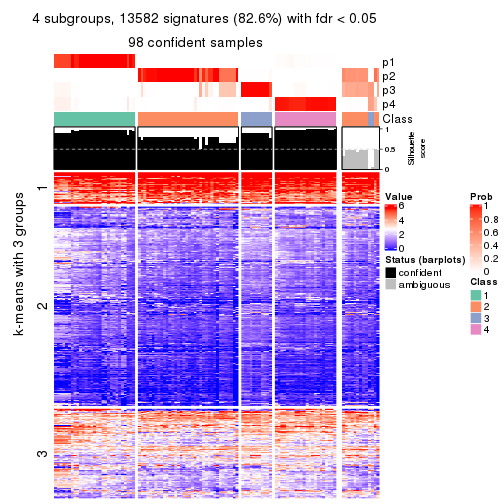 4 subgroups, 13582 signatures (82.6%) with fdr < 0.05
98 confident samples
p1
p2
p3
p4
Class
1
0.5
0
Silhouette
score
k-means with 3 groups
1
2
3
Value
6
4
2
0
Status (barplots)
confident
ambiguous
Prob
1
0.8
0.6
0.4
0.2
0
Class
1
2
3
4